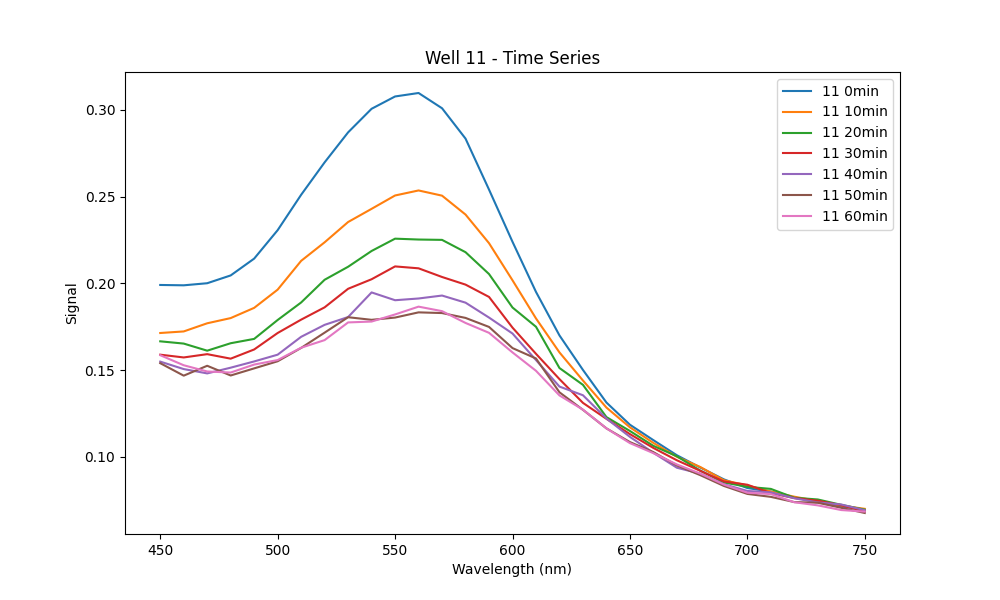 Well 11 - Time Series
11 0min
11 10min
11 20min
11 30min
11 40min
11 50min
11 60min
Signal
0.30
0.25
0.20
0.15
0.10
450 500 550 600 650 700 750
Wavelength (nm)